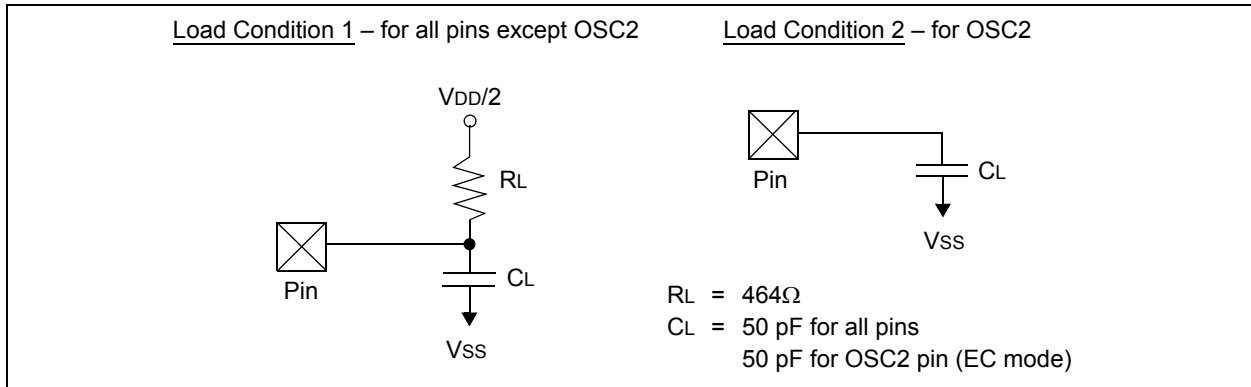 Load Condition 1 – for all pins except OSC2
VDD/2
RL
Pin
CL
VSS
Load Condition 2 – for OSC2
Pin
CL
VSS
RL = 464Ω
CL = 50 pF for all pins
50 pF for OSC2 pin (EC mode)